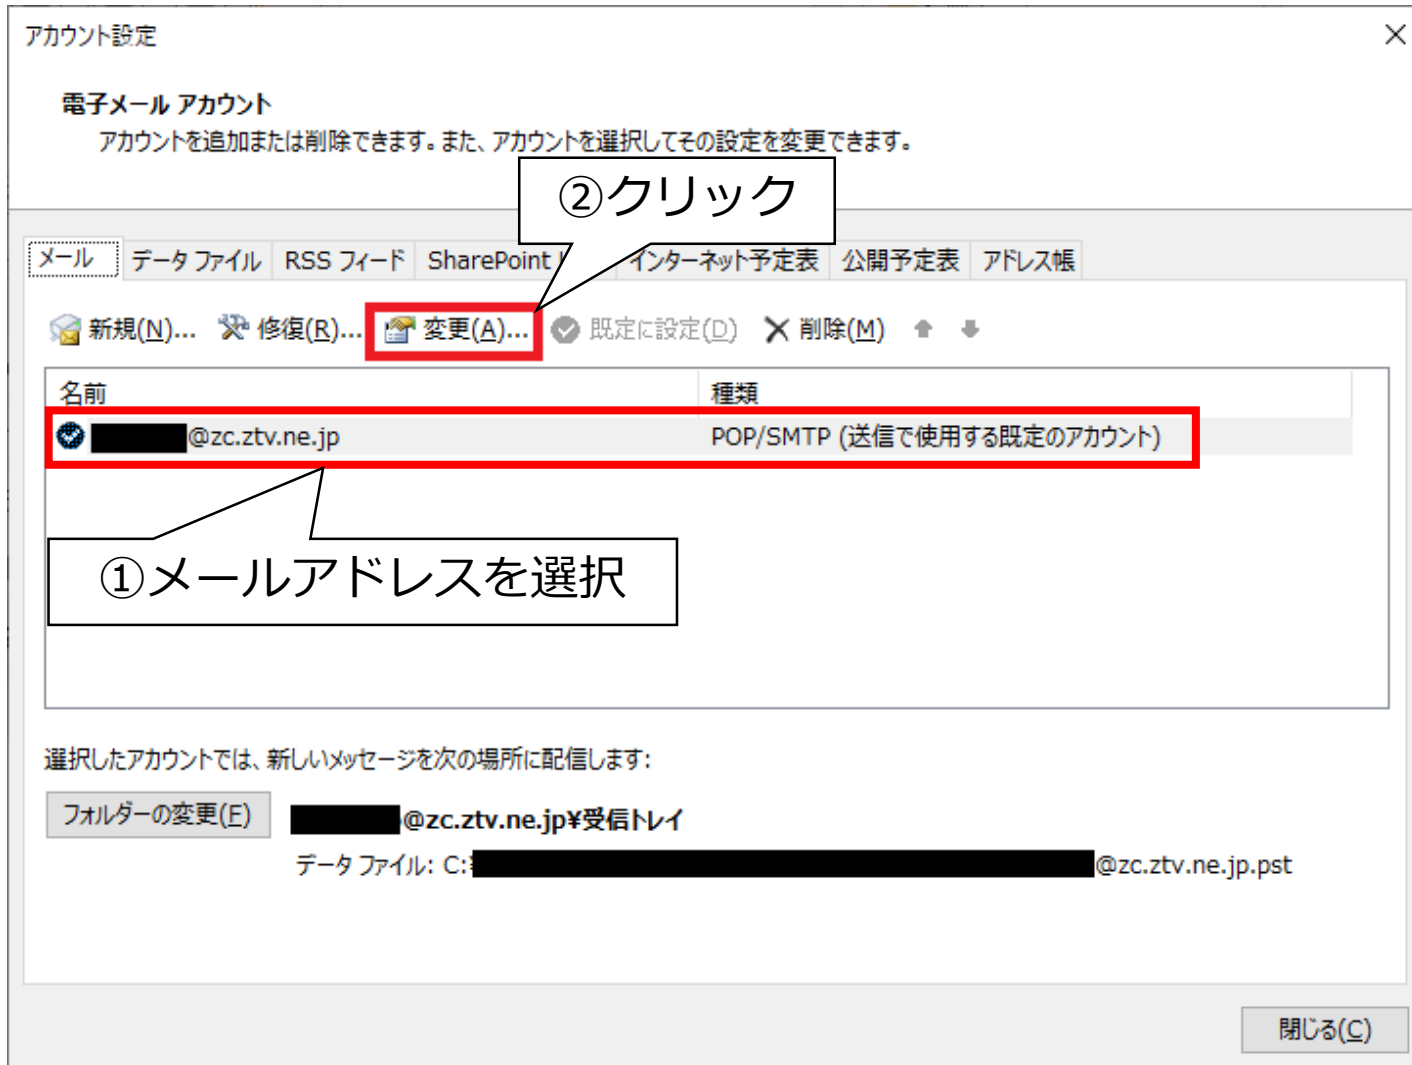 アカウント設定
電子メール アカウント
アカウントを追加または削除できます。また、アカウントを選択してその設定を変更できます。
②クリック
メール データ ファイル RSS フィード SharePoint インターネット予定表 公開予定表 アドレス帳
新規(N)... 修復(R)... 変更(A)... 既定に設定(D) 削除(M)
名前 種類
@zc.ztv.ne.jp POP/SMTP (送信で使用する既定のアカウント)
①メールアドレスを選択
選択したアカウントでは、新しいメッセージを次の場所に配信します:
フォルダーの変更(F) @zc.ztv.ne.jp¥受信トレイ
データ ファイル: C: @zc.ztv.ne.jp.pst
閉じる(C)